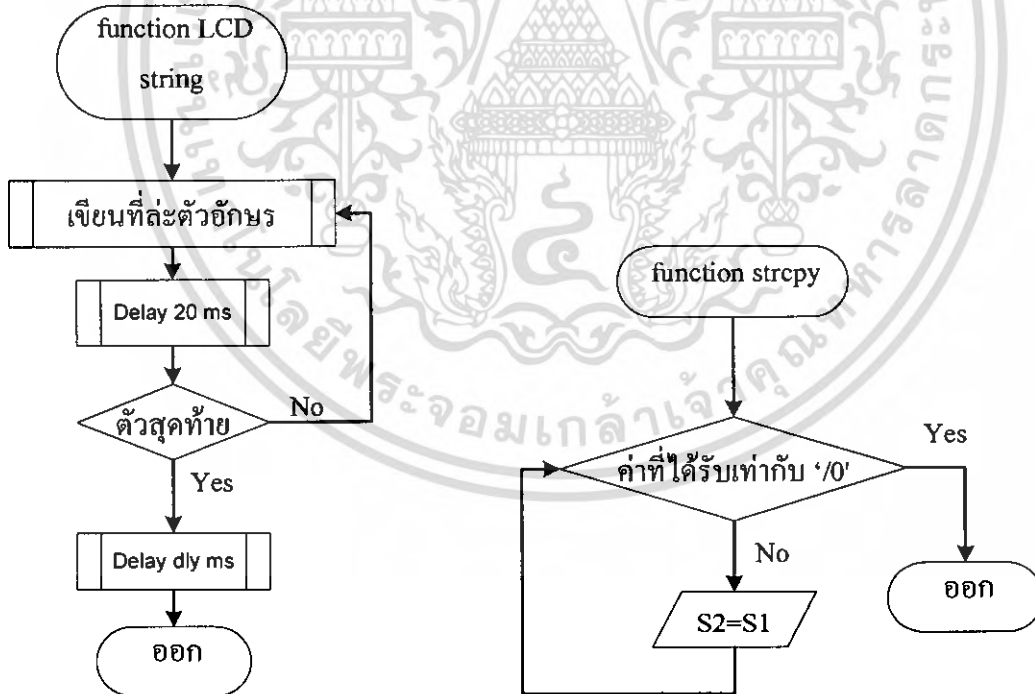 function LCD
string
เขียนที่ล่ะตัวอักษร
Delay 20 ms
ตัวสุดท้าย
No
Yes
Delay dly ms
ออก
function strcpy
ค่าที่ได้รับเท่ากับ ‘/0'
Yes
No
S2=S1
ออก